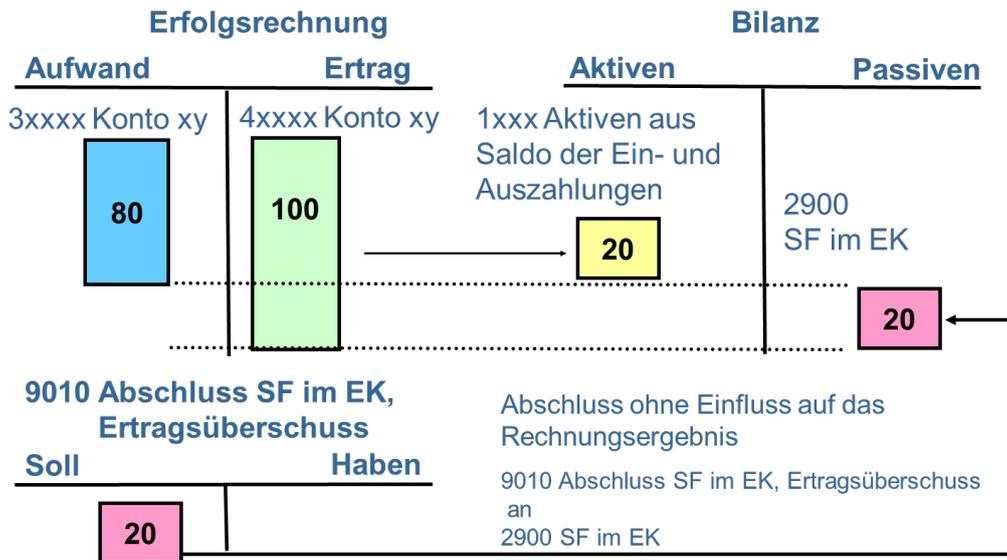 Erfolgsrechnung
Bilanz
Aufwand
Ertrag
Aktiven
Passiven
3xxxx Konto xy
4xxxx Konto xy
1xxx Aktiven aus
Saldo der Ein- und
Auszahlungen
80
100
20
2900
SF im EK
20
9010 Abschluss SF im EK,
Ertragsüberschuss
Soll
Haben
20
Abschluss ohne Einfluss auf das
Rechnungsergebnis
9010 Abschluss SF im EK, Ertragsüberschuss
an
2900 SF im EK